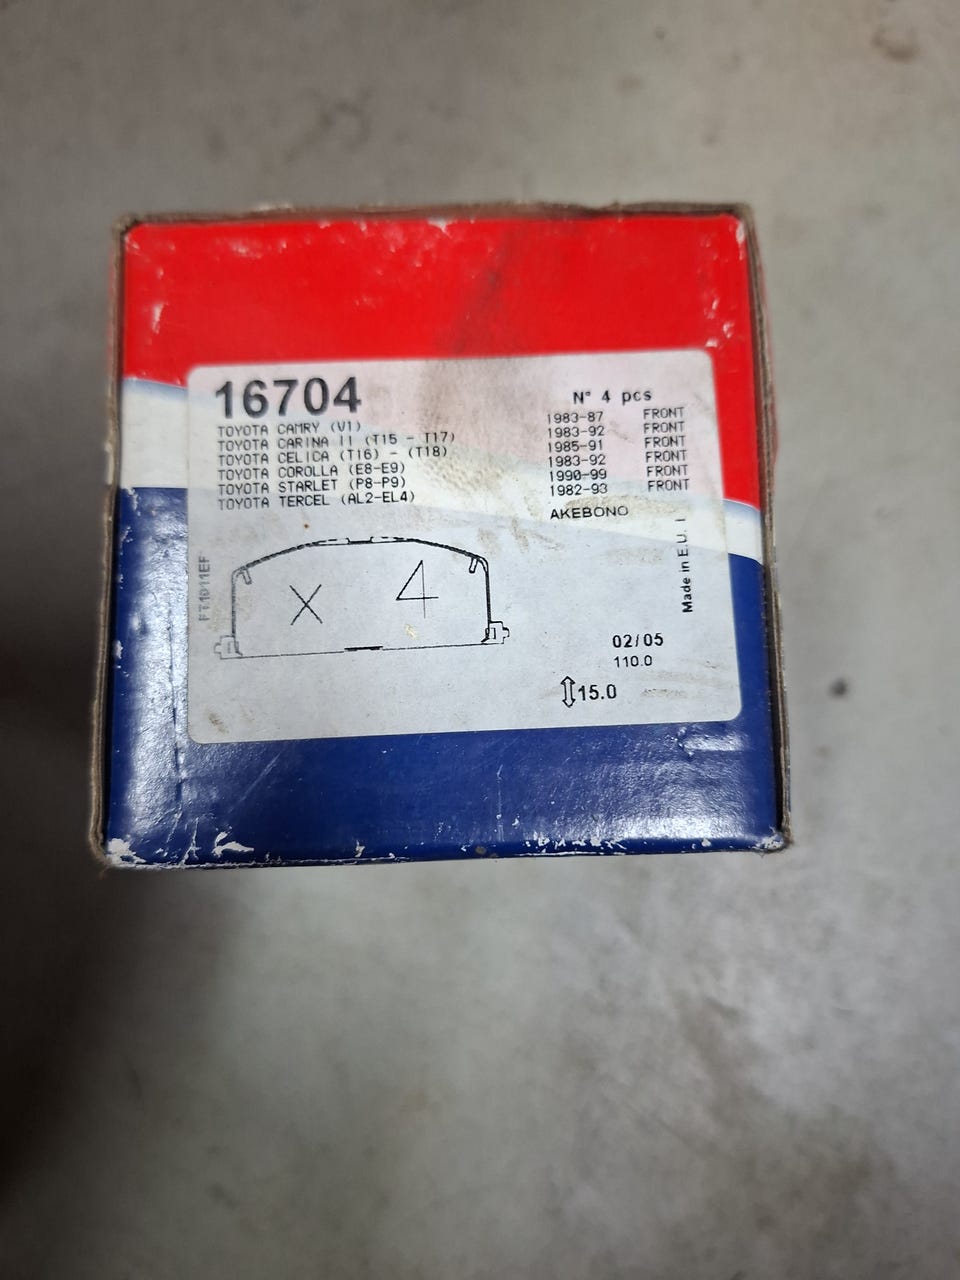 16704
N° 4 pcs
TOYOTA CAMRY (V1) 1983-87 FRONT
TOYOTA CARINA II (T15 - T17) 1983-92 FRONT
TOYOTA CELICA (T16) - (T18) 1985-91 FRONT
TOYOTA COROLLA (E8-E9) 1983-92 FRONT
TOYOTA STARLET (P8-P9) 1990-99 FRONT
TOYOTA TERCEL (AL2-EL4) 1982-93 FRONT
AKEBONO
X 4
Made in E.U.
02/05
110.0
15.0